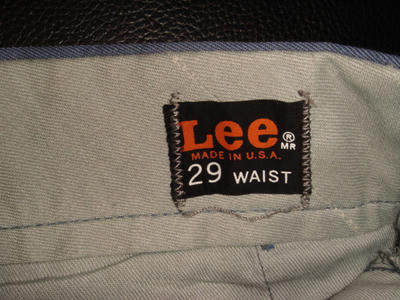 Lee® MR
MADE IN U.S.A.
29 WAIST